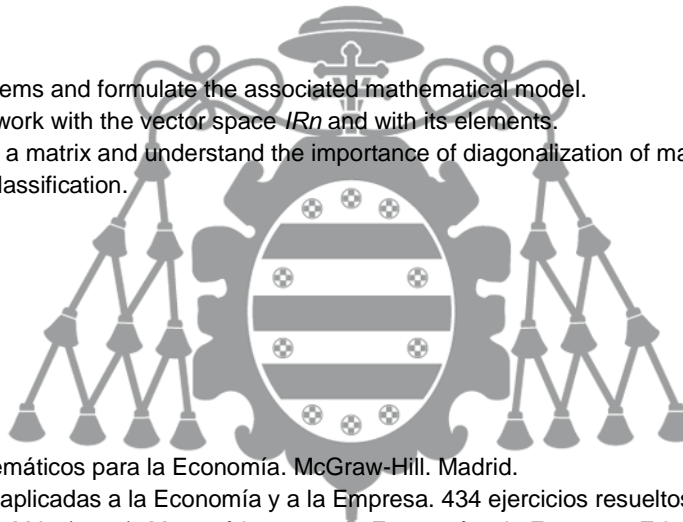 ems and formulate the associated mathematical model.
work with the vector space IRn and with its elements.
a matrix and understand the importance of diagonalization of ma
lassification.
emáticos para la Economía. McGraw-Hill. Madrid.
aplicadas a la Economía y a la Empresa. 434 ejercicios resueltos